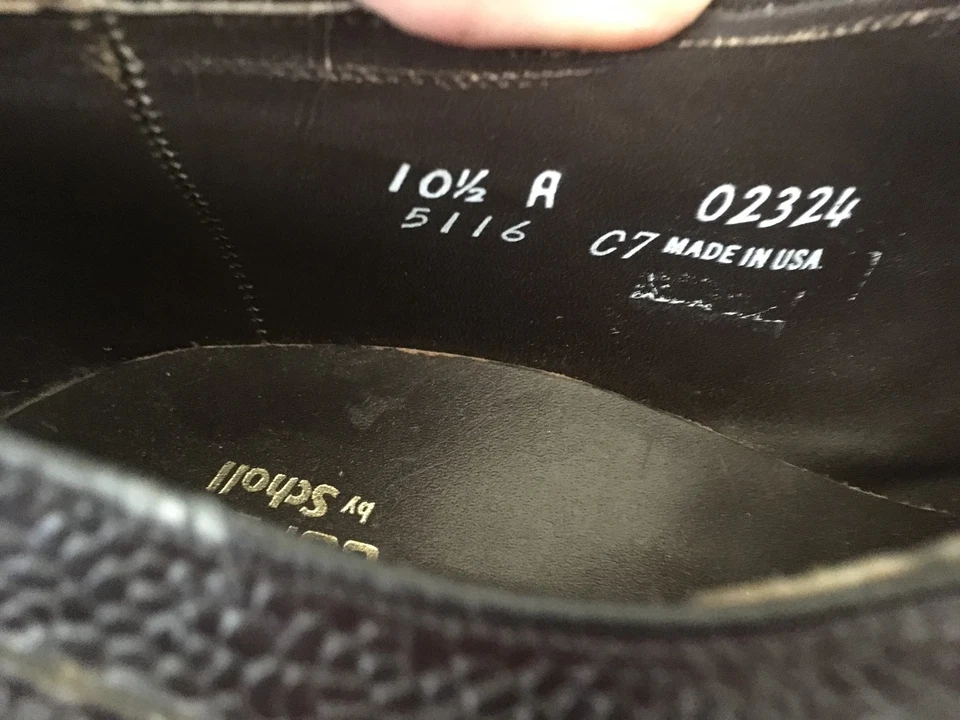 10½ A 02324
5116 C7 MADE IN USA
by Scholl